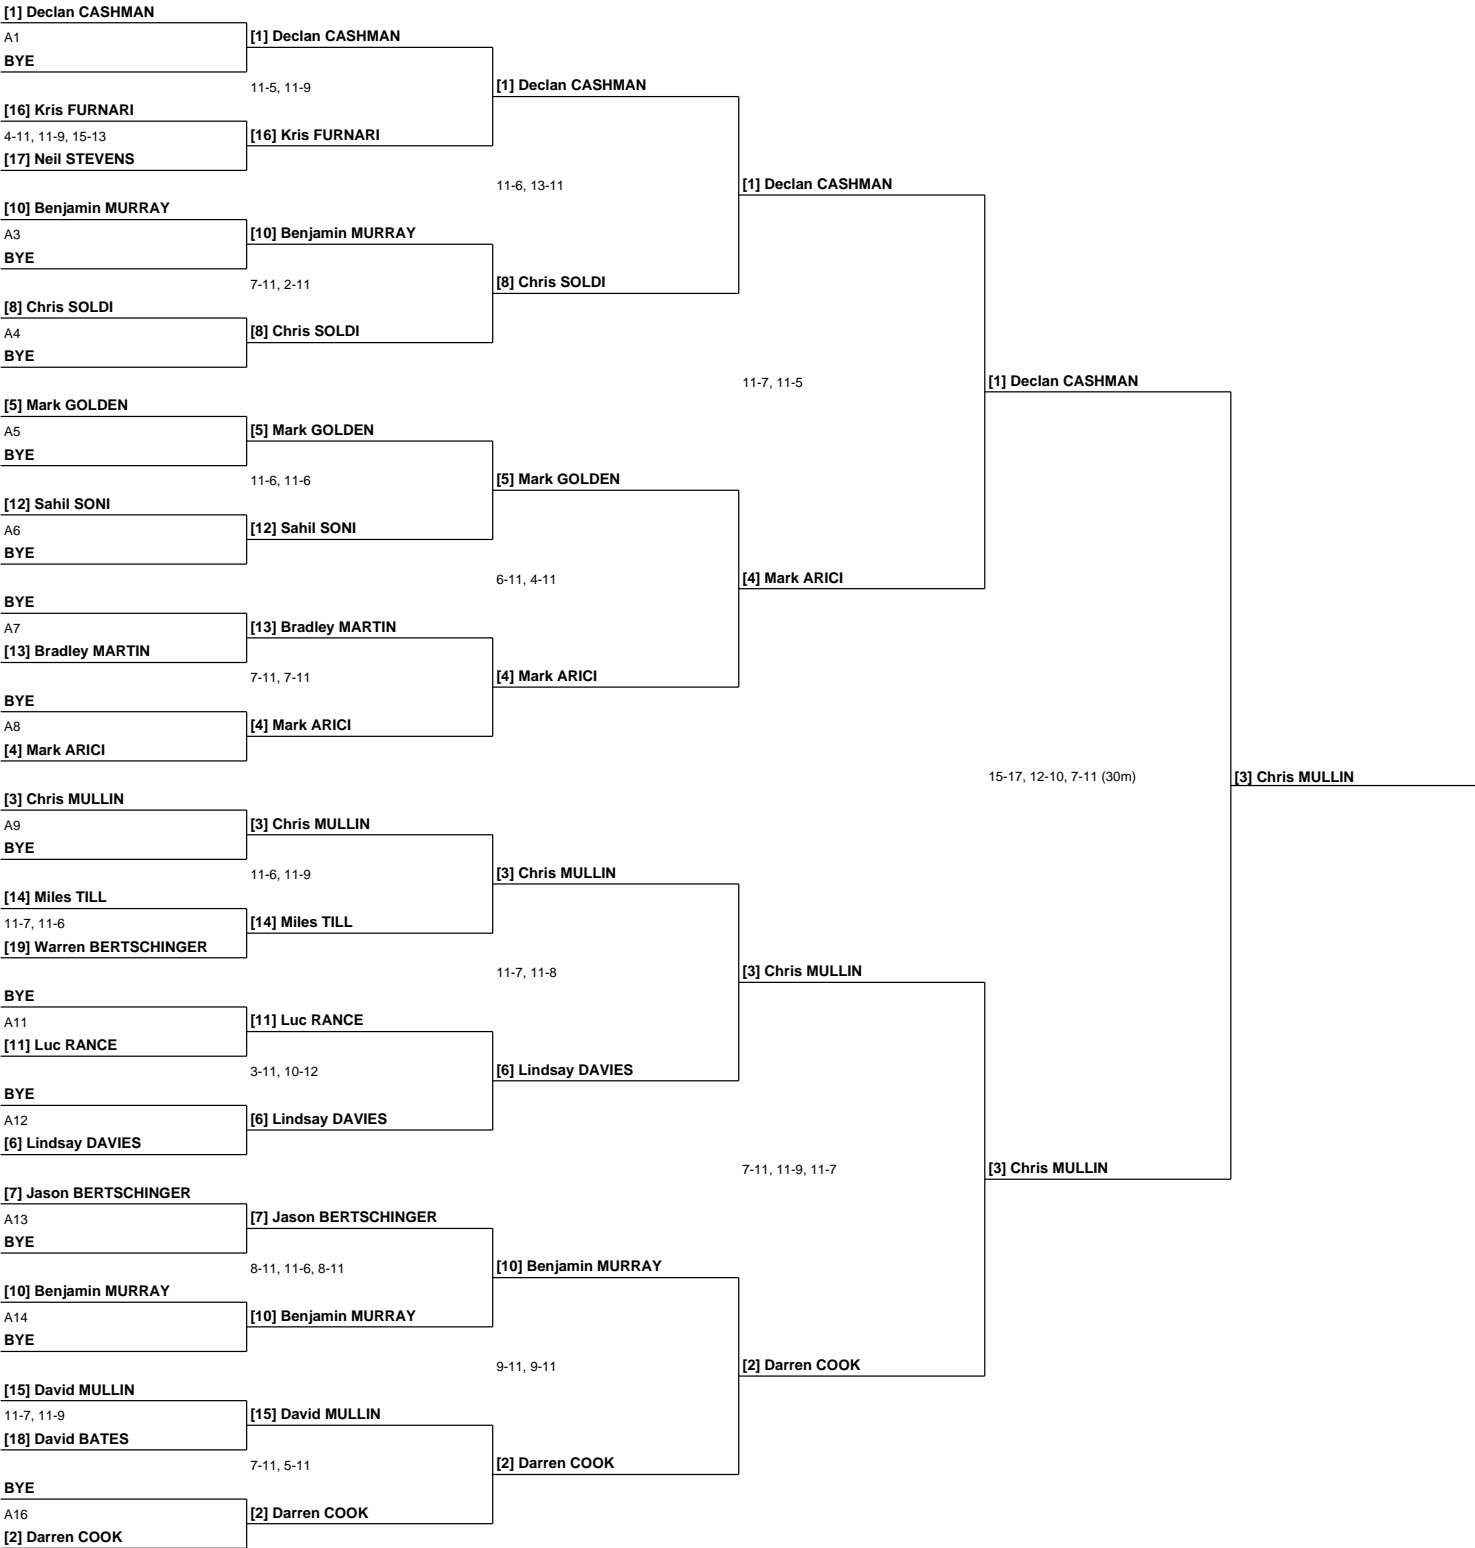 [1] Declan CASHMAN
A1
BYE
[16] Kris FURNARI
4-11, 11-9, 15-13
[17] Neil STEVENS
[10] Benjamin MURRAY
A3
BYE
[8] Chris SOLDI
A4
BYE
[5] Mark GOLDEN
A5
BYE
[12] Sahil SONI
A6
BYE
BYE
A7
[13] Bradley MARTIN
BYE
A8
[4] Mark ARICI
[3] Chris MULLIN
A9
BYE
[14] Miles TILL
11-7, 11-6
[19] Warren BERTSCHINGER
BYE
A11
[11] Luc RANCE
BYE
A12
[6] Lindsay DAVIES
[7] Jason BERTSCHINGER
A13
BYE
[10] Benjamin MURRAY
A14
BYE
[15] David MULLIN
11-7, 11-9
[18] David BATES
BYE
A16
[2] Darren COOK
[1] Declan CASHMAN
11-5, 11-9
[16] Kris FURNARI
[10] Benjamin MURRAY
7-11, 2-11
[8] Chris SOLDI
[5] Mark GOLDEN
11-6, 11-6
[12] Sahil SONI
[13] Bradley MARTIN
7-11, 7-11
[4] Mark ARICI
[3] Chris MULLIN
11-6, 11-9
[14] Miles TILL
[11] Luc RANCE
3-11, 10-12
[6] Lindsay DAVIES
[7] Jason BERTSCHINGER
8-11, 11-6, 8-11
[10] Benjamin MURRAY
[15] David MULLIN
7-11, 5-11
[2] Darren COOK
[1] Declan CASHMAN
11-6, 13-11
[8] Chris SOLDI
[5] Mark GOLDEN
6-11, 4-11
[4] Mark ARICI
[3] Chris MULLIN
11-7, 11-8
[6] Lindsay DAVIES
[10] Benjamin MURRAY
9-11, 9-11
[2] Darren COOK
[1] Declan CASHMAN
11-7, 11-5
[4] Mark ARICI
[3] Chris MULLIN
7-11, 11-9, 11-7
[2] Darren COOK
[1] Declan CASHMAN
15-17, 12-10, 7-11 (30m)
[3] Chris MULLIN
[3] Chris MULLIN